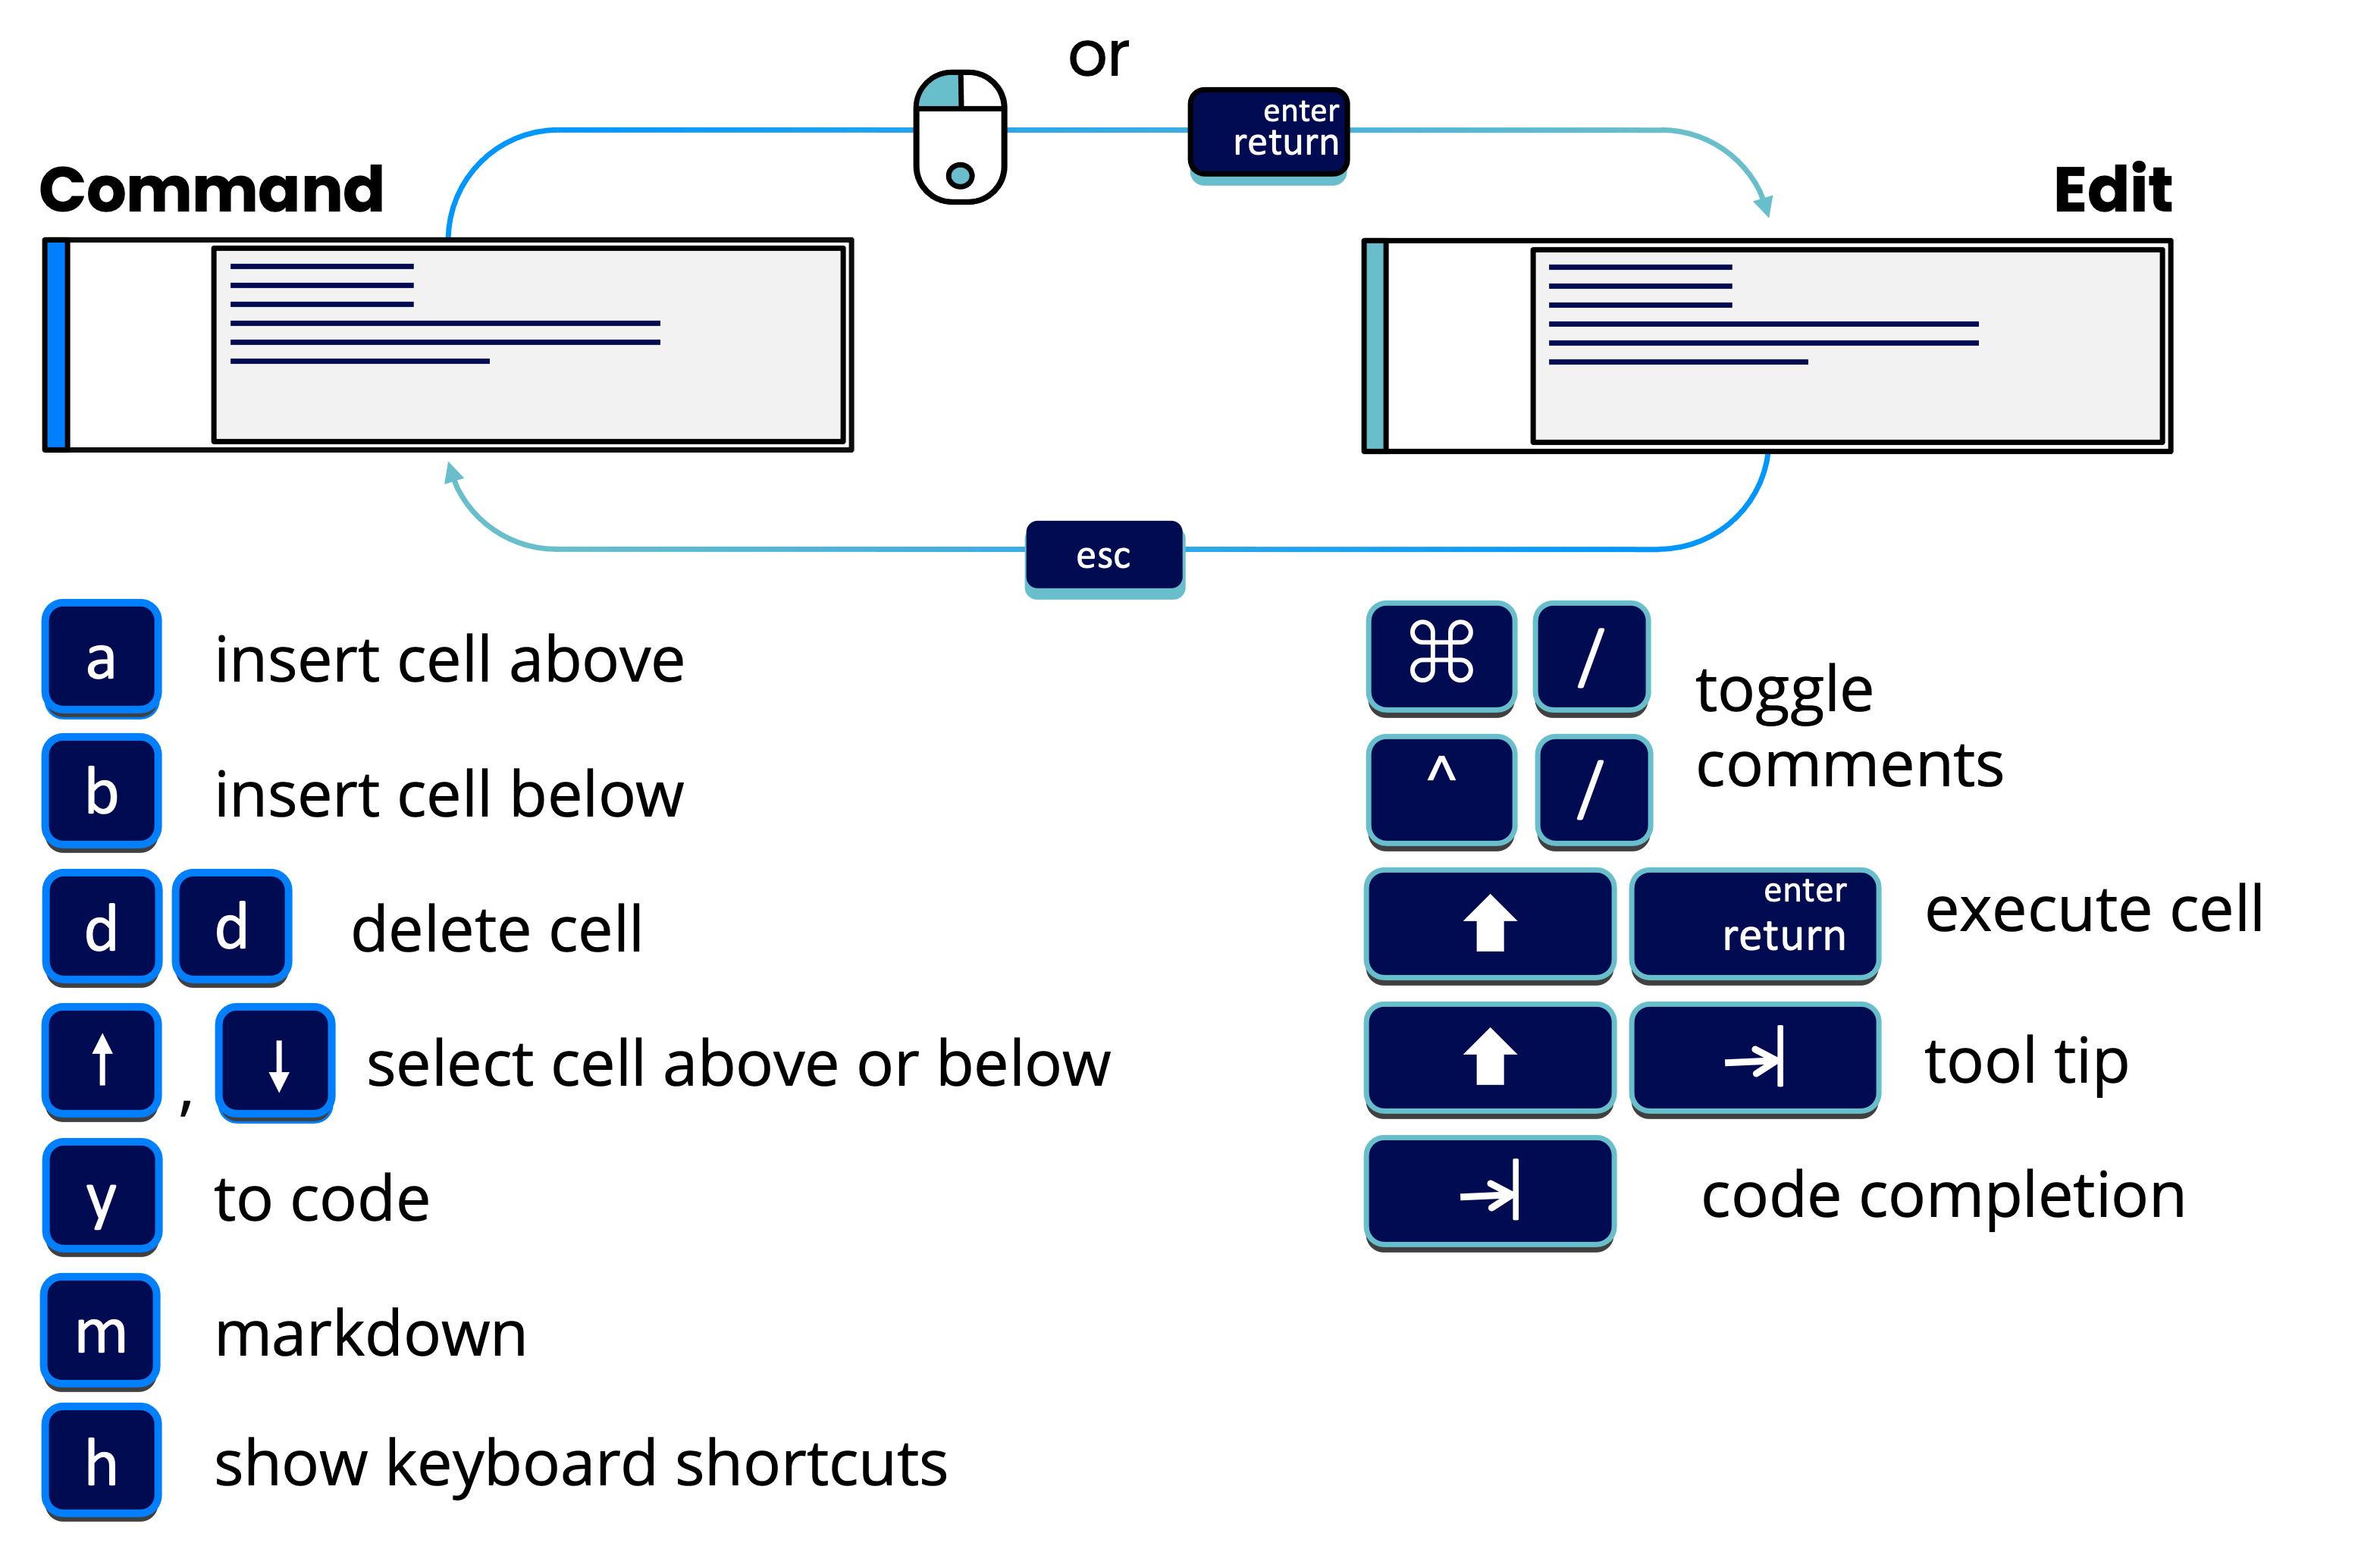 or
enter
return
Command
Edit
esc
a insert cell above
b insert cell below
d d delete cell
↑ , ↓ select cell above or below
y to code
m markdown
h show keyboard shortcuts
⌘ /
toggle
^ /
comments
enter
return
execute cell
tool tip
code completion